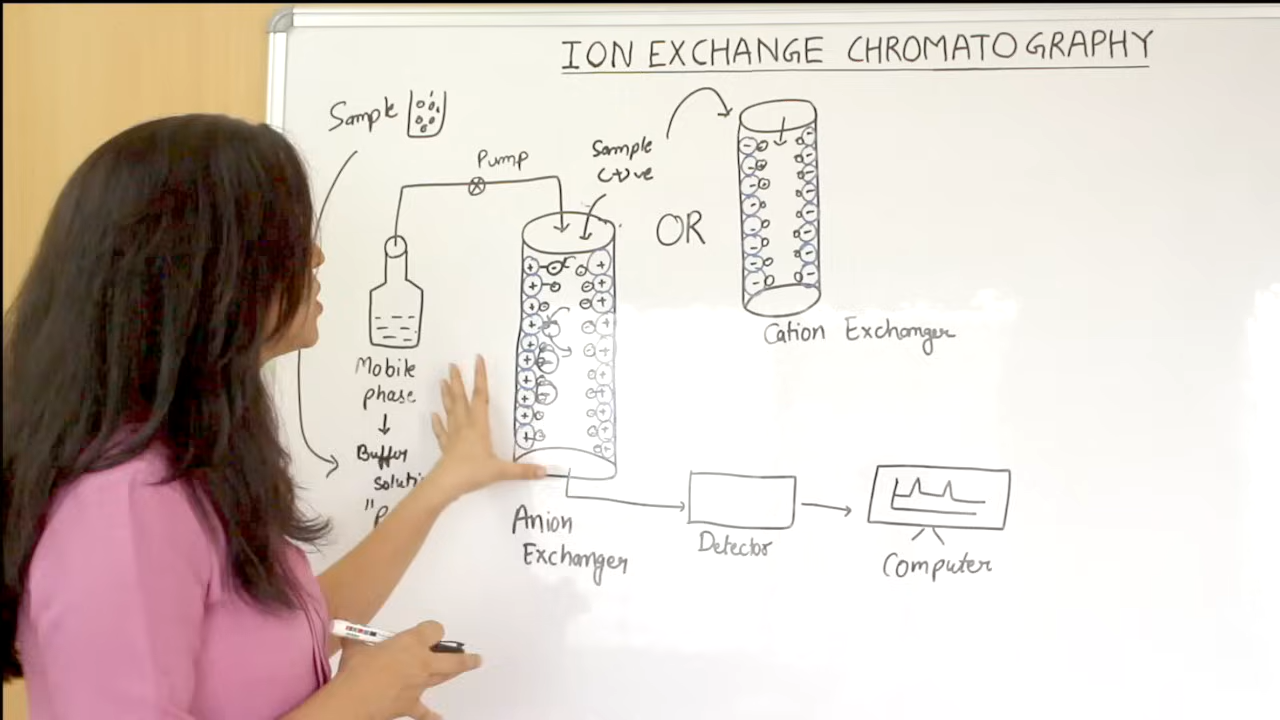 ION EXCHANGE CHROMATOGRAPHY
Sample
Pump
Sample
(+)ve
OR
Cation Exchanger
Mobile
phase
Buffer
Anion
Exchanger
Detector
Computer